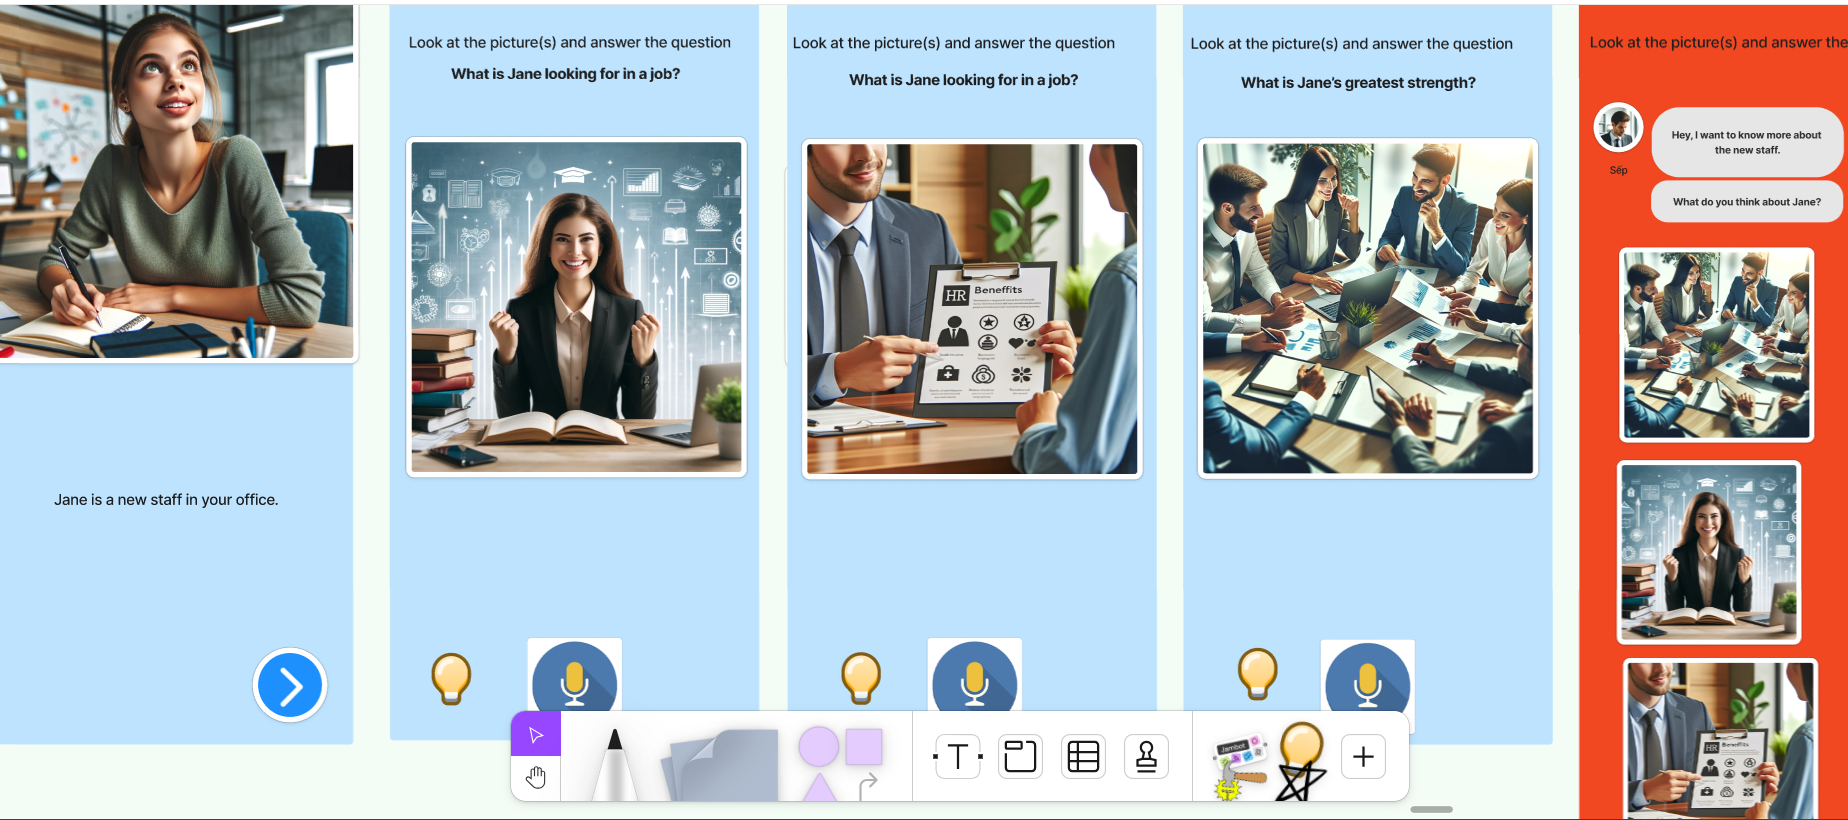 Jane is a new staff in your office.
Look at the picture(s) and answer the question
What is Jane looking for in a job?
Look at the picture(s) and answer the question
What is Jane looking for in a job?
HR
Beneffits
Look at the picture(s) and answer the question
What is Jane's greatest strength?
Look at the picture(s) and answer the
Hey, I want to know more about
the new staff.
Sếp
What do you think about Jane?
HR
Beneffits
T
Jambot